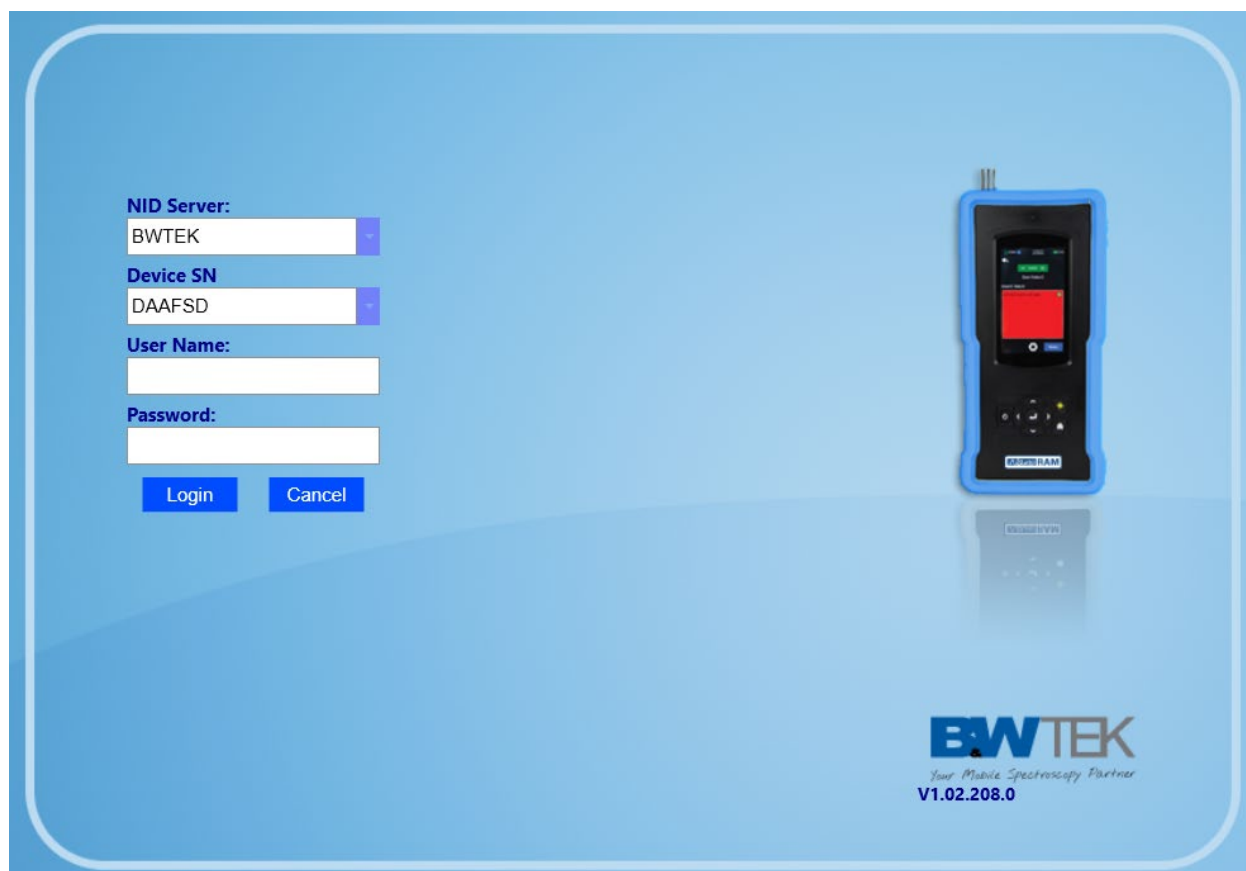 NID Server:
BWTEK
Device SN
DAAFSD
User Name:
Password:
Login Cancel
RAM
B&WTEK
Your Mobile Spectroscopy Partner
V1.02.208.0